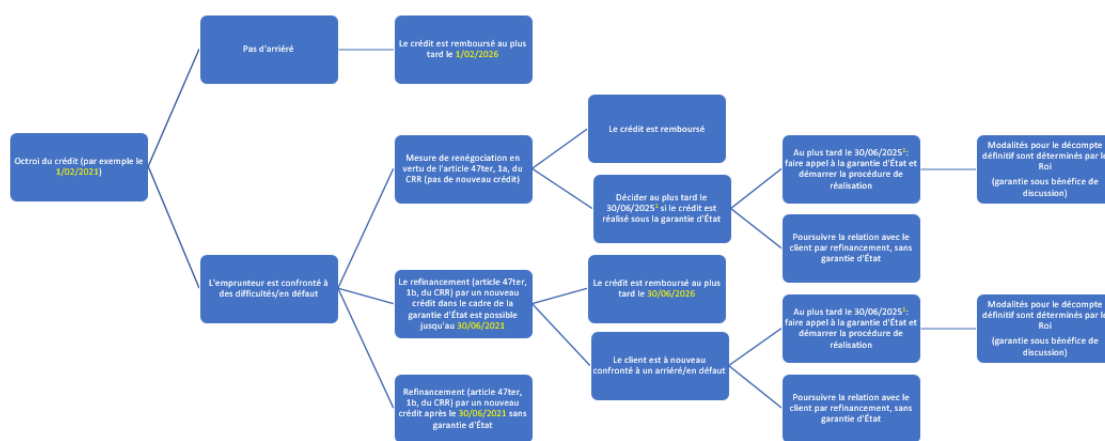 Pas d'arriéré
Le crédit est remboursé au plus
tard le 1/02/2026
Octroi du crédit (par exemple le
1/02/2021)
L'emprunteur est confronté à
des difficultés/en défaut
Mesure de renégociation en
vertu de l'article 47ter, 1a, du
CRR (pas de nouveau crédit)
Le crédit est remboursé
Décider au plus tard le
30/06/2025¹ si le crédit est
réalisé sous la garantie d'État
Au plus tard le 30/06/2025¹:
faire appel à la garantie d'État et
démarrer la procédure de
réalisation
Modalités pour le décompte
définitif sont déterminés par le
Roi
(garantie sous bénéfice de
discussion)
Poursuivre la relation avec le
client par refinancement, sans
garantie d'État
Le refinancement (article 47ter,
1b, du CRR) par un nouveau
crédit dans le cadre de la
garantie d'État est possible
jusqu'au 30/06/2021
Le crédit est remboursé au plus
tard le 30/06/2026
Le client est à nouveau
confronté à un arriéré/en défaut
Au plus tard le 30/06/2025¹:
faire appel à la garantie d'État et
démarrer la procédure de
réalisation
Modalités pour le décompte
définitif sont déterminés par le
Roi
(garantie sous bénéfice de
discussion)
Poursuivre la relation avec le
client par refinancement, sans
garantie d'État
Refinancement (article 47ter,
1b, du CRR) par un nouveau
crédit après le 30/06/2021 sans
garantie d'État